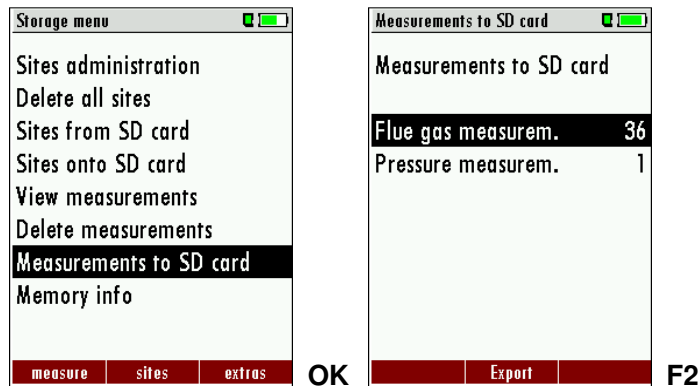 Storage menu
Sites administration
Delete all sites
Sites from SD card
Sites onto SD card
View measurements
Delete measurements
Measurements to SD card
Memory info
measure sites extras
OK
Measurements to SD card
Measurements to SD card
Flue gas measurem. 36
Pressure measurem. 1
Export
F2